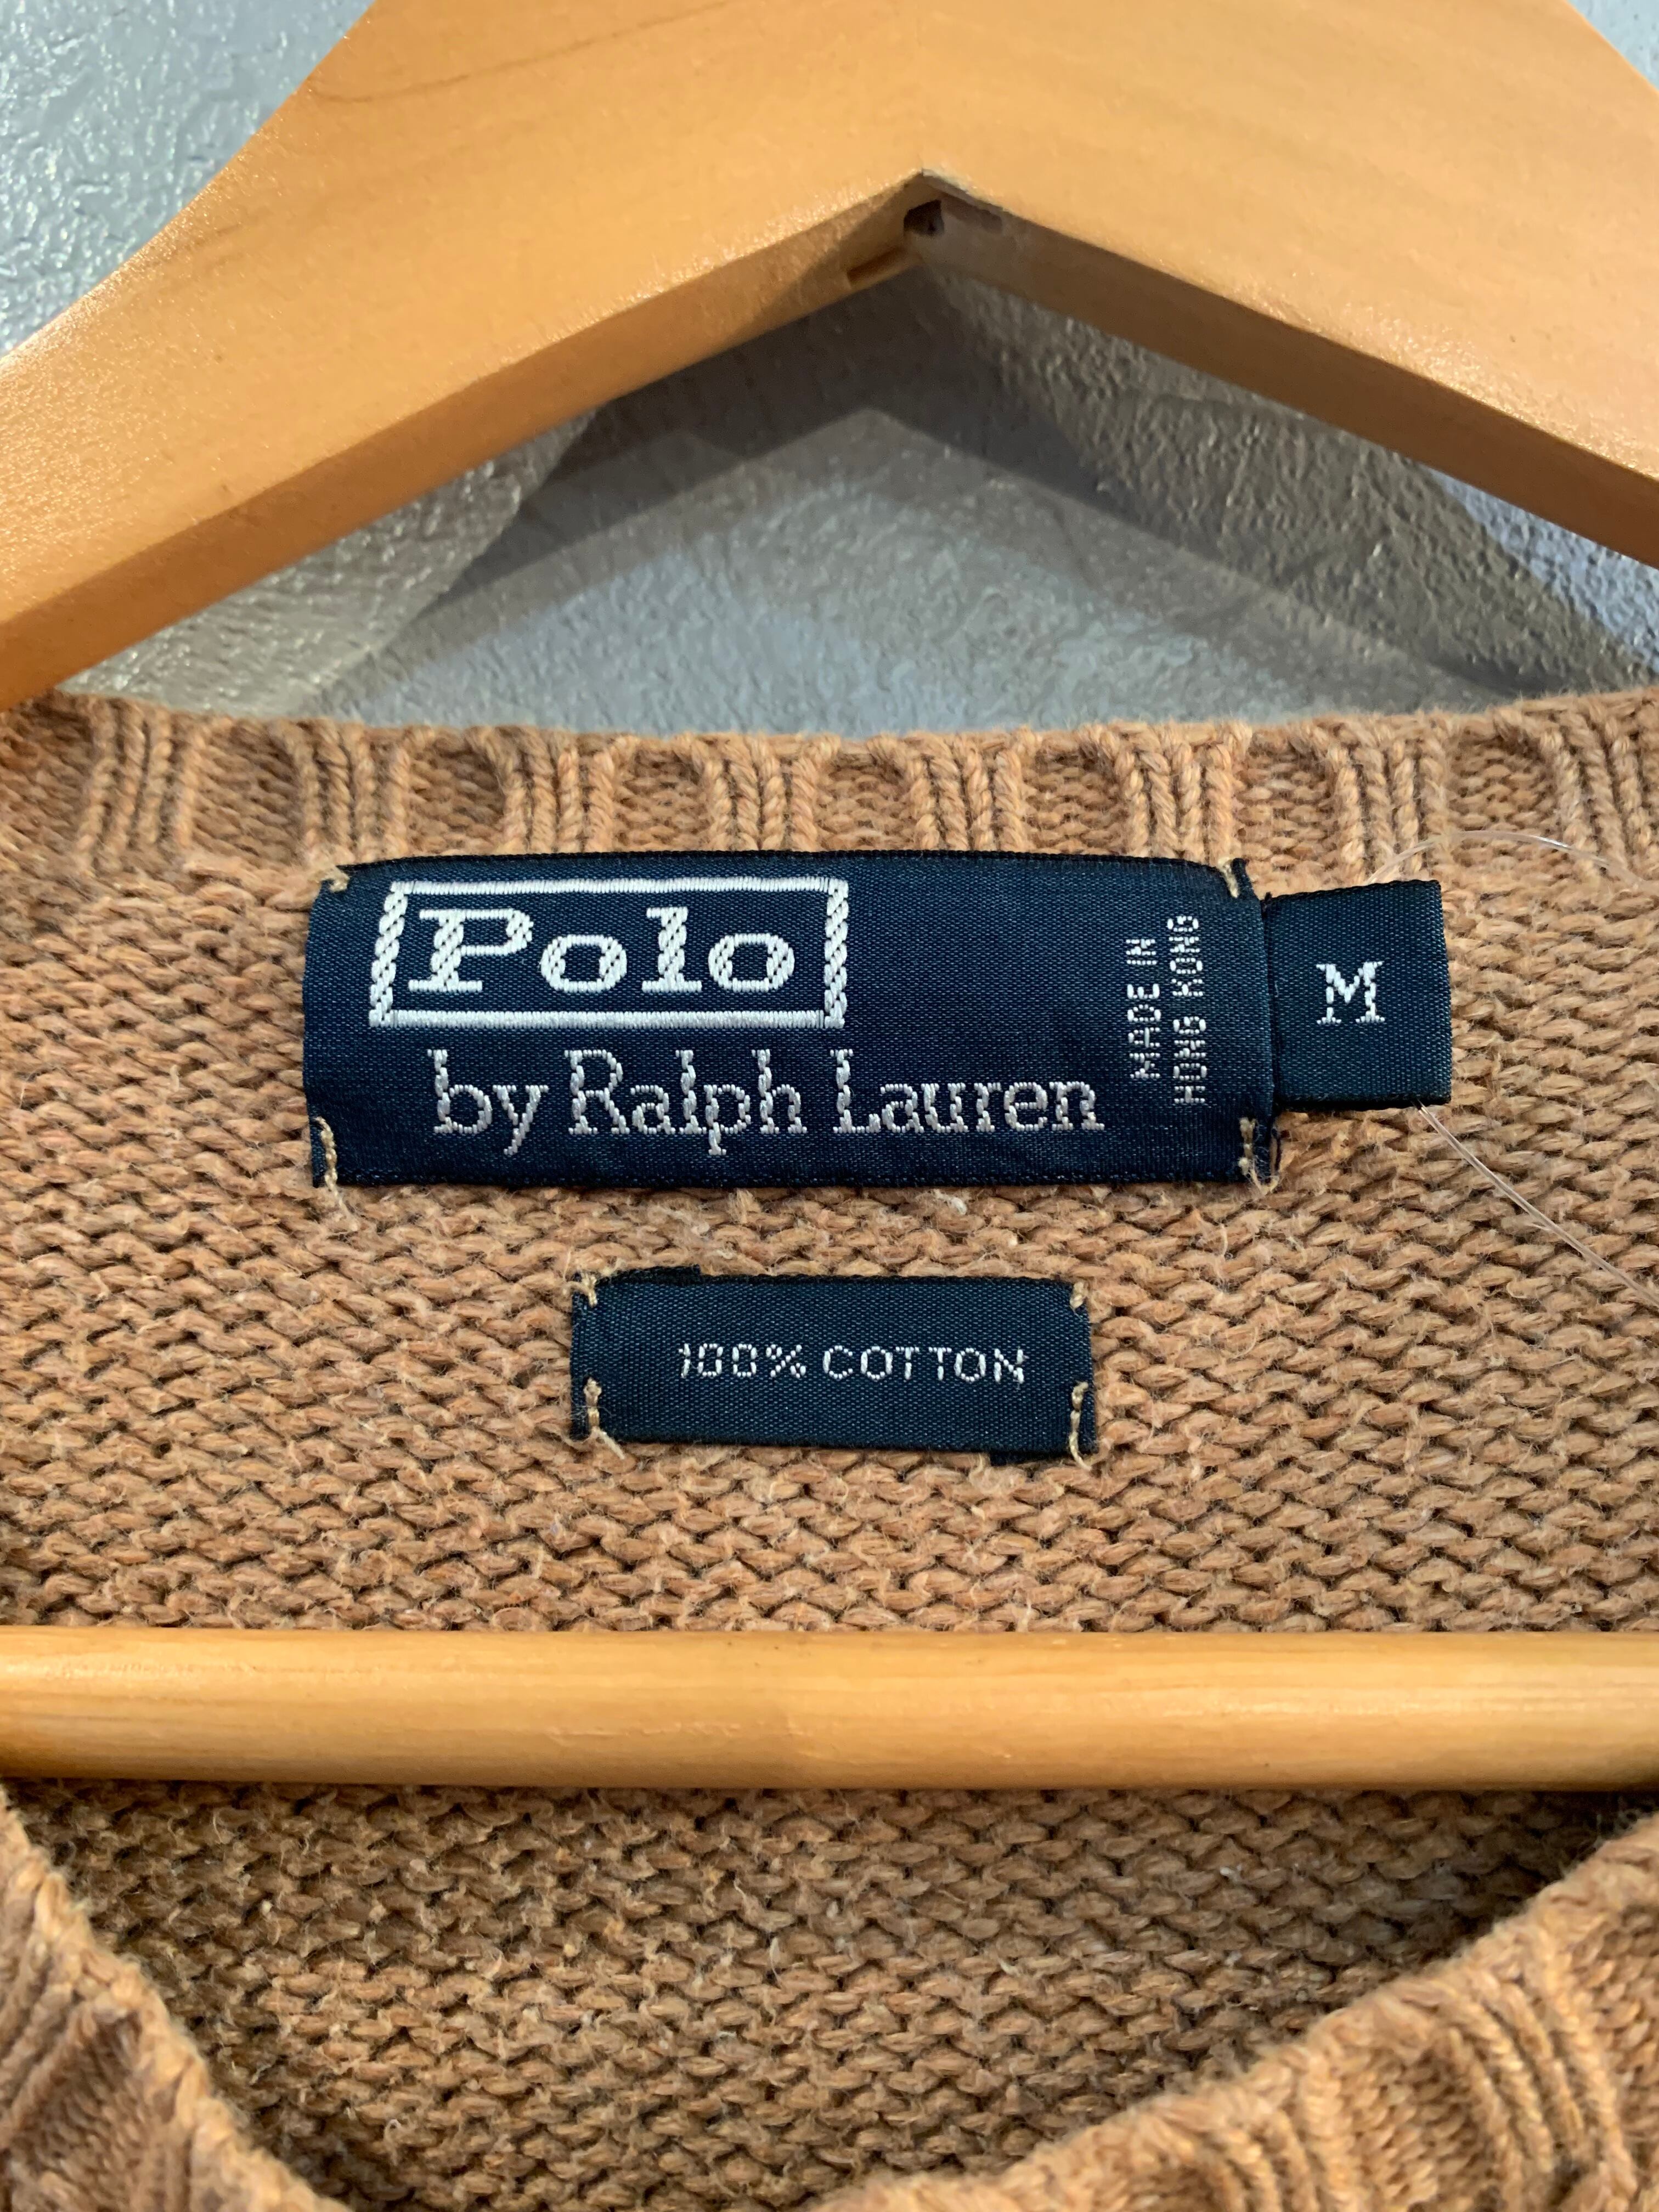 Polo
by Ralph Lauren
MADE IN
HONG KONG
M
100% COTTON